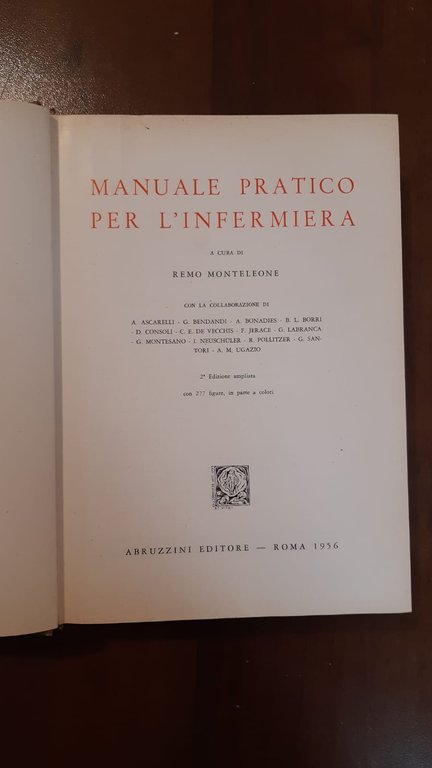 MANUALE PRATICO
PER L'INFERMIERA
A CURA DI
REMO MONTELEONE
CON LA COLLABORAZIONE DI
A. ASCARELLI - G. BENDANDI - A. BONADIES - B. L. BORRI
- D. CONSOLI - C. E. DE VECCHIS - F. JERACE - G. LABRANCA
- G. MONTESANO - I. NEUSCHÜLER - R. POLLITZER - G. SAN-
TORI - A. M. UGAZIO
2ª Edizione ampliata
con 277 figure, in parte a colori
ABRUZZINI EDITORE — ROMA 1956